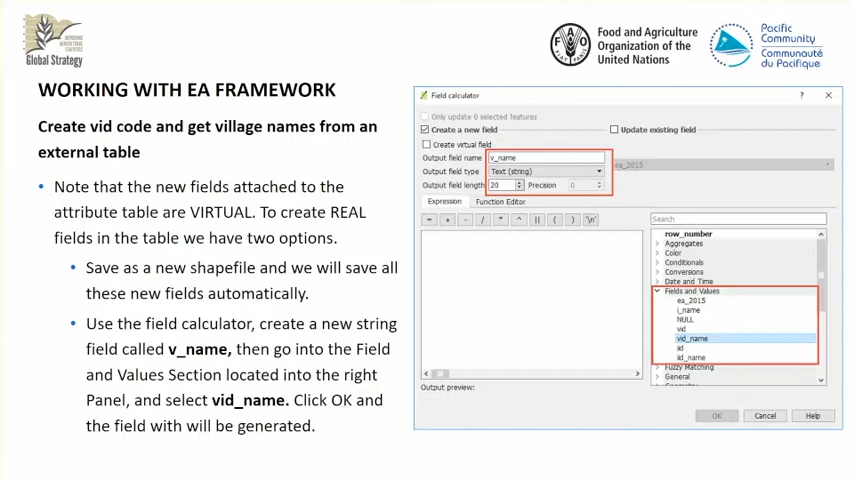 IMPROVING
AGRICULTURAL
STATISTICS
Global Strategy
FAO
FIAT PANIS
Food and Agriculture
Organization of the
United Nations
Pacific
Community
Communauté
du Pacifique
WORKING WITH EA FRAMEWORK
Create vid code and get village names from an
external table
• Note that the new fields attached to the
attribute table are VIRTUAL. To create REAL
fields in the table we have two options.
• Save as a new shapefile and we will save all
these new fields automatically.
• Use the field calculator, create a new string
field called v_name, then go into the Field
and Values Section located into the right
Panel, and select vid_name. Click OK and
the field with will be generated.
Field calculator
Only update 0 selected features
Create a new field
Update existing field
Create virtual field
Output field name v_name
Output field type Text (string)
ea_2015
Output field length 20 Precision 0
Expression Function Editor
= + - / * ^ || ( ) '\n'
Search
row_number
Aggregates
Color
Conditionals
Conversions
Date and Time
Fields and Values
ea_2015
i_name
NULL
vid
vid_name
iid
iid_name
Fuzzy Matching
General
Output preview:
OK Cancel Help